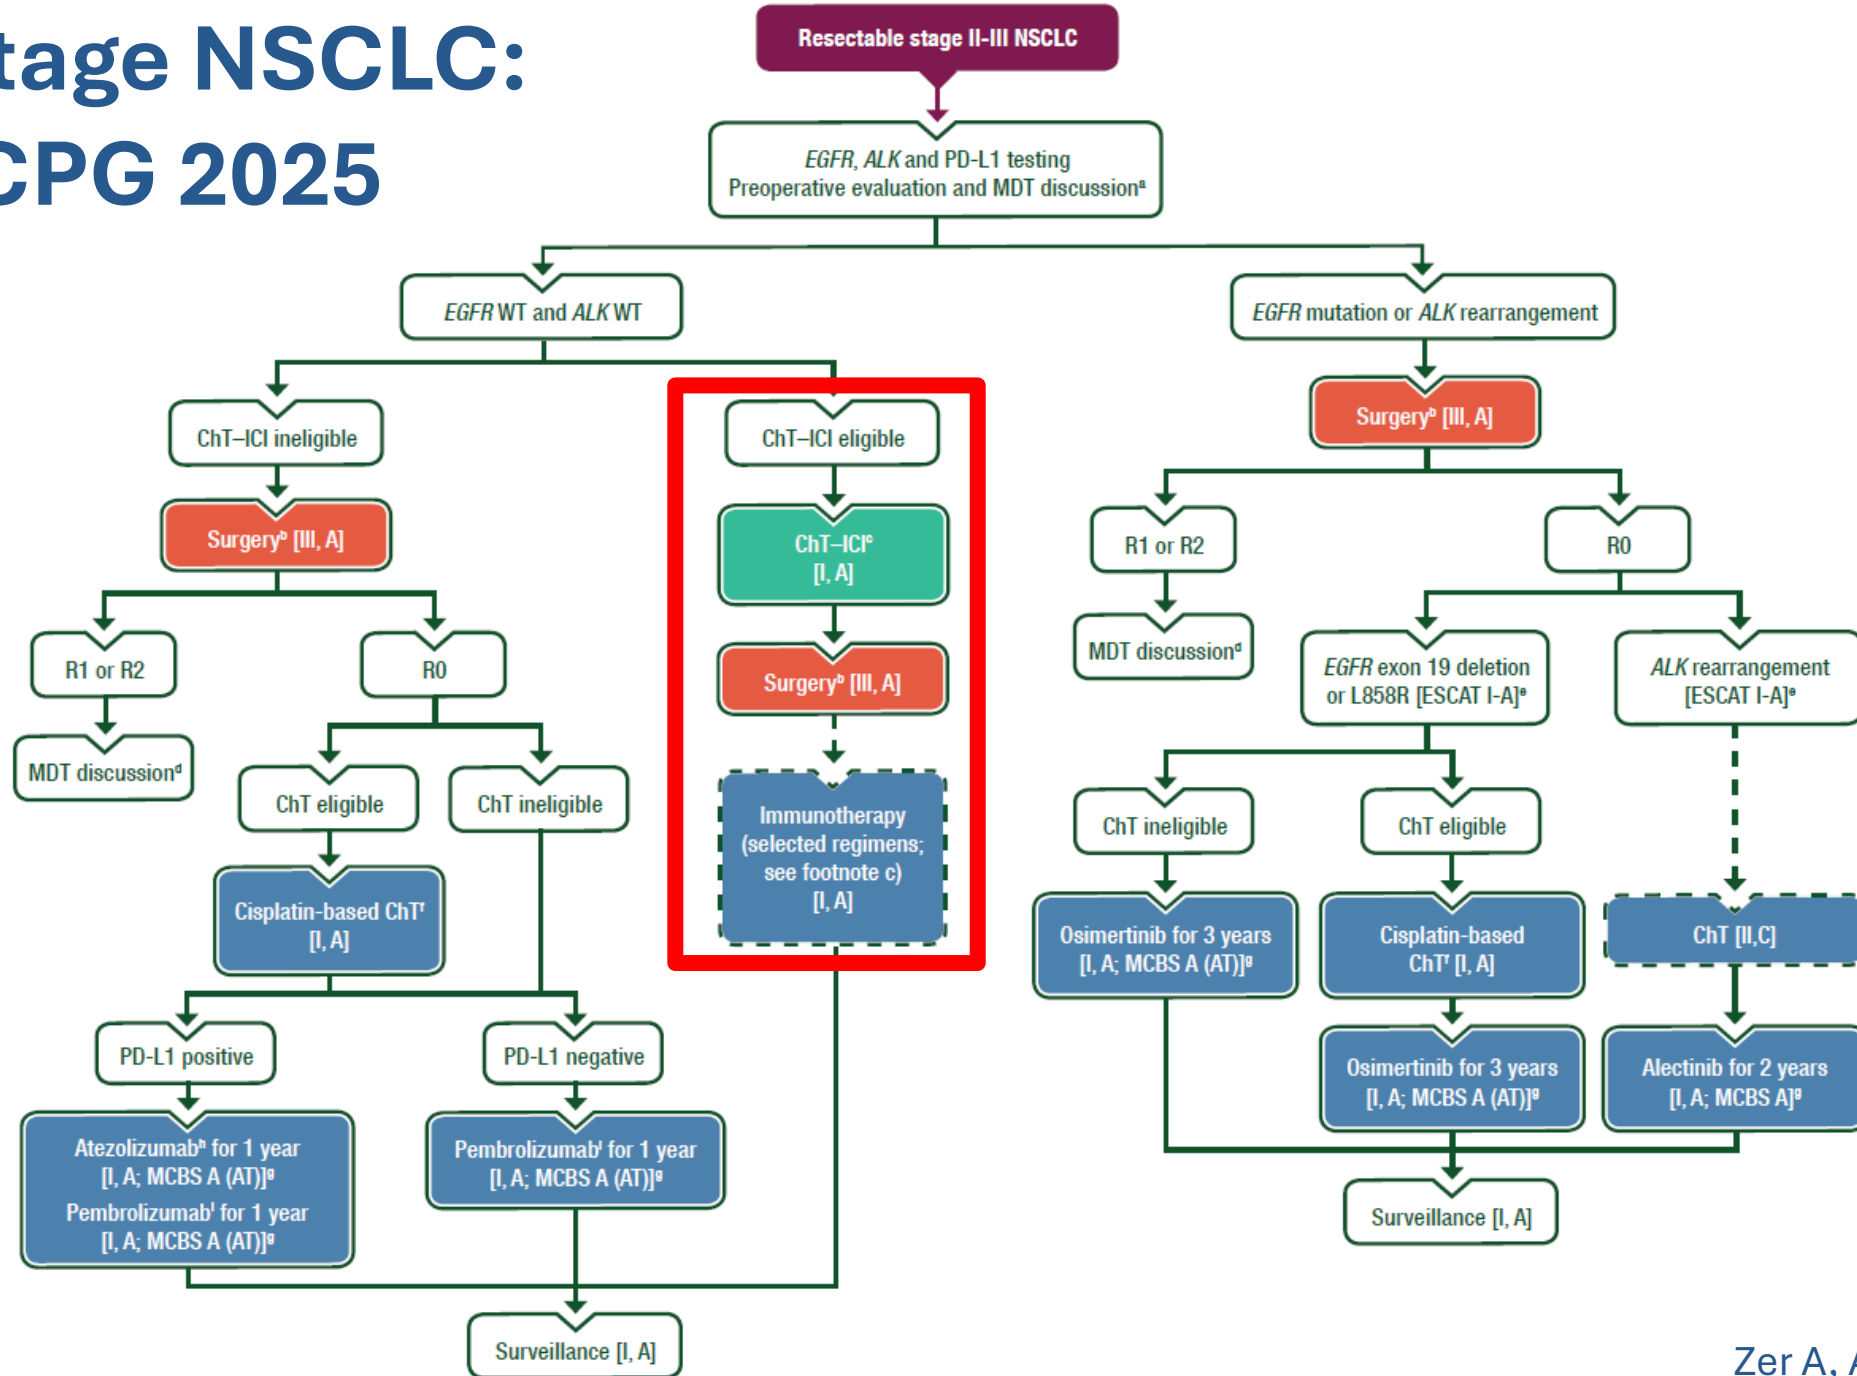 tage NSCLC:
CPG 2025
Resectable stage II-III NSCLC
EGFR, ALK and PD-L1 testing
Preoperative evaluation and MDT discussionᵃ
EGFR WT and ALK WT
EGFR mutation or ALK rearrangement
ChT–ICI ineligible
ChT–ICI eligible
Surgeryᵇ [III, A]
Surgeryᵇ [III, A]
ChT–ICIᶜ
[I, A]
R1 or R2
R0
R1 or R2
R0
Surgeryᵇ [III, A]
MDT discussionᵈ
MDT discussionᵈ
EGFR exon 19 deletion
or L858R [ESCAT I-A]ᵉ
ALK rearrangement
[ESCAT I-A]ᵉ
ChT eligible
ChT ineligible
Immunotherapy
(selected regimens;
see footnote c)
[I, A]
ChT ineligible
ChT eligible
Cisplatin-based ChTᶠ
[I, A]
Osimertinib for 3 years
[I, A; MCBS A (AT)]ᵍ
Cisplatin-based
ChTᶠ [I, A]
ChT [II,C]
PD-L1 positive
PD-L1 negative
Osimertinib for 3 years
[I, A; MCBS A (AT)]ᵍ
Alectinib for 2 years
[I, A; MCBS A]ᵍ
Atezolizumabʰ for 1 year
[I, A; MCBS A (AT)]ᵍ
Pembrolizumabⁱ for 1 year
[I, A; MCBS A (AT)]ᵍ
Pembrolizumabⁱ for 1 year
[I, A; MCBS A (AT)]ᵍ
Surveillance [I, A]
Surveillance [I, A]
Zer A, A